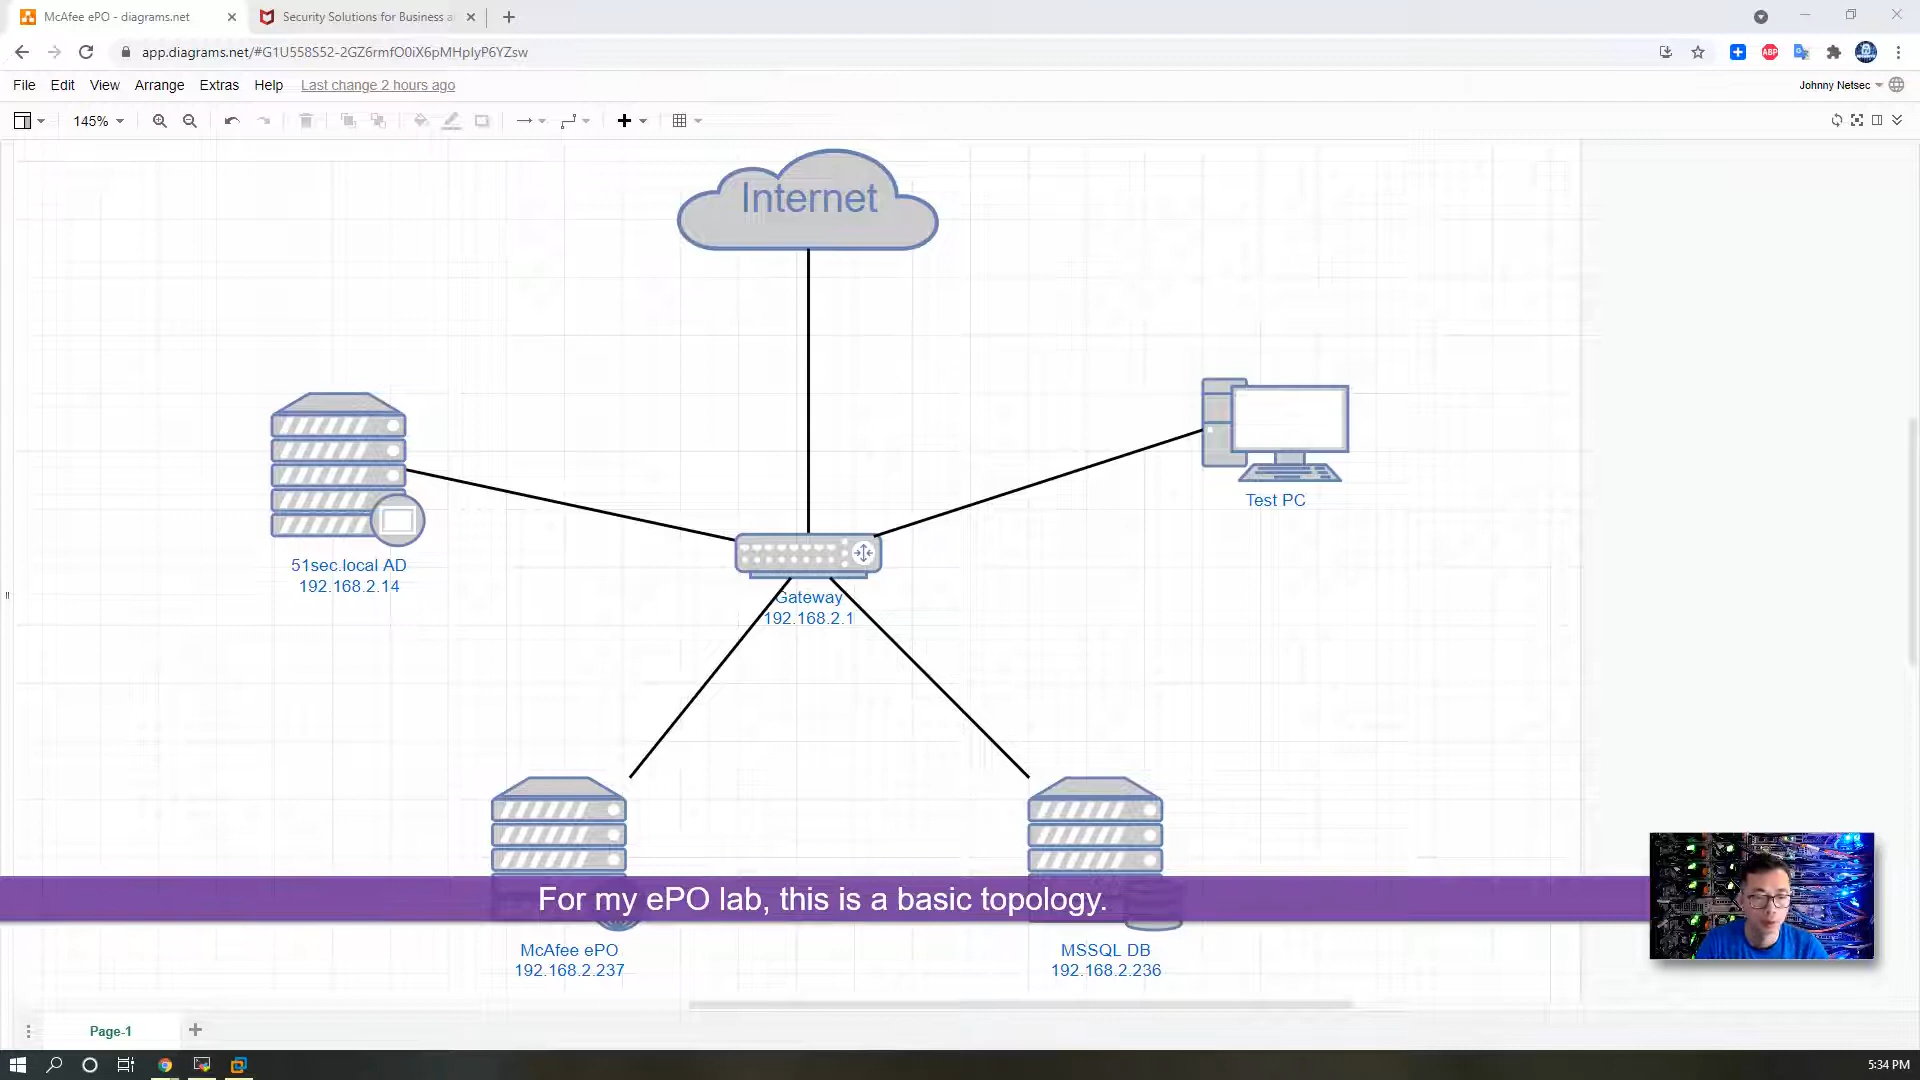 McAfee ePO - diagrams.net
Security Solutions for Business a
app.diagrams.net/#G1U558S52-2GZ6rmfO0iX6pMHpIyP6YZsw
ABP
File Edit View Arrange Extras Help Last change 2 hours ago
Johnny Netsec
145%
Internet
Test PC
51sec.local AD
192.168.2.14
Gateway
192.168.2.1
For my ePO lab, this is a basic topology.
McAfee ePO
192.168.2.237
MSSQL DB
192.168.2.236
Page-1
5:34 PM